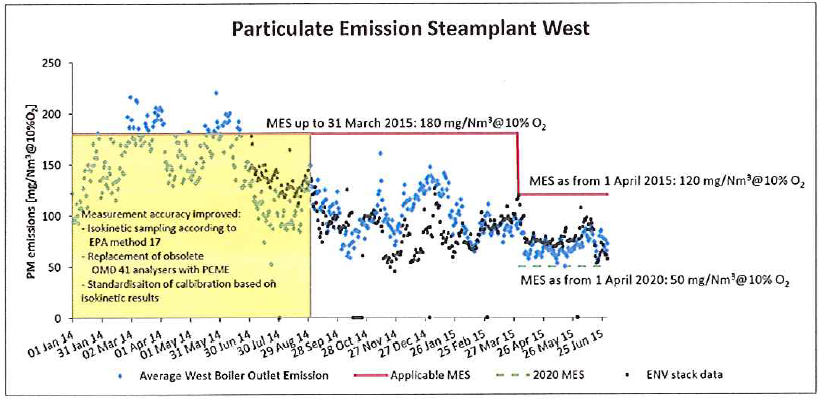 Particulate Emission Steamplant West
PM emissions [mg/Nm³@10%O₂]
250
200
150
100
50
0
MES up to 31 March 2015: 180 mg/Nm³@10% O₂
MES as from 1 April 2015: 120 mg/Nm³@10% O₂
Measurement accuracy improved:
- Isokinetic sampling according to
EPA method 17
- Replacement of obsolete
OMD 41 analysers with PCME
- Standardisaiton of calbibration based on
isokinetic results
MES as from 1 April 2020: 50 mg/Nm³@10% O₂
01 Jan 14
31 Jan 14
02 Mar 14
01 Apr 14
01 May 14
31 May 14
30 Jun 14
30 Jul 14
29 Aug 14
28 Sep 14
28 Oct 14
27 Nov 14
27 Dec 14
26 Jan 15
25 Feb 15
27 Mar 15
26 Apr 15
26 May 15
25 Jun 15
Average West Boiler Outlet Emission
Applicable MES
2020 MES
ENV stack data